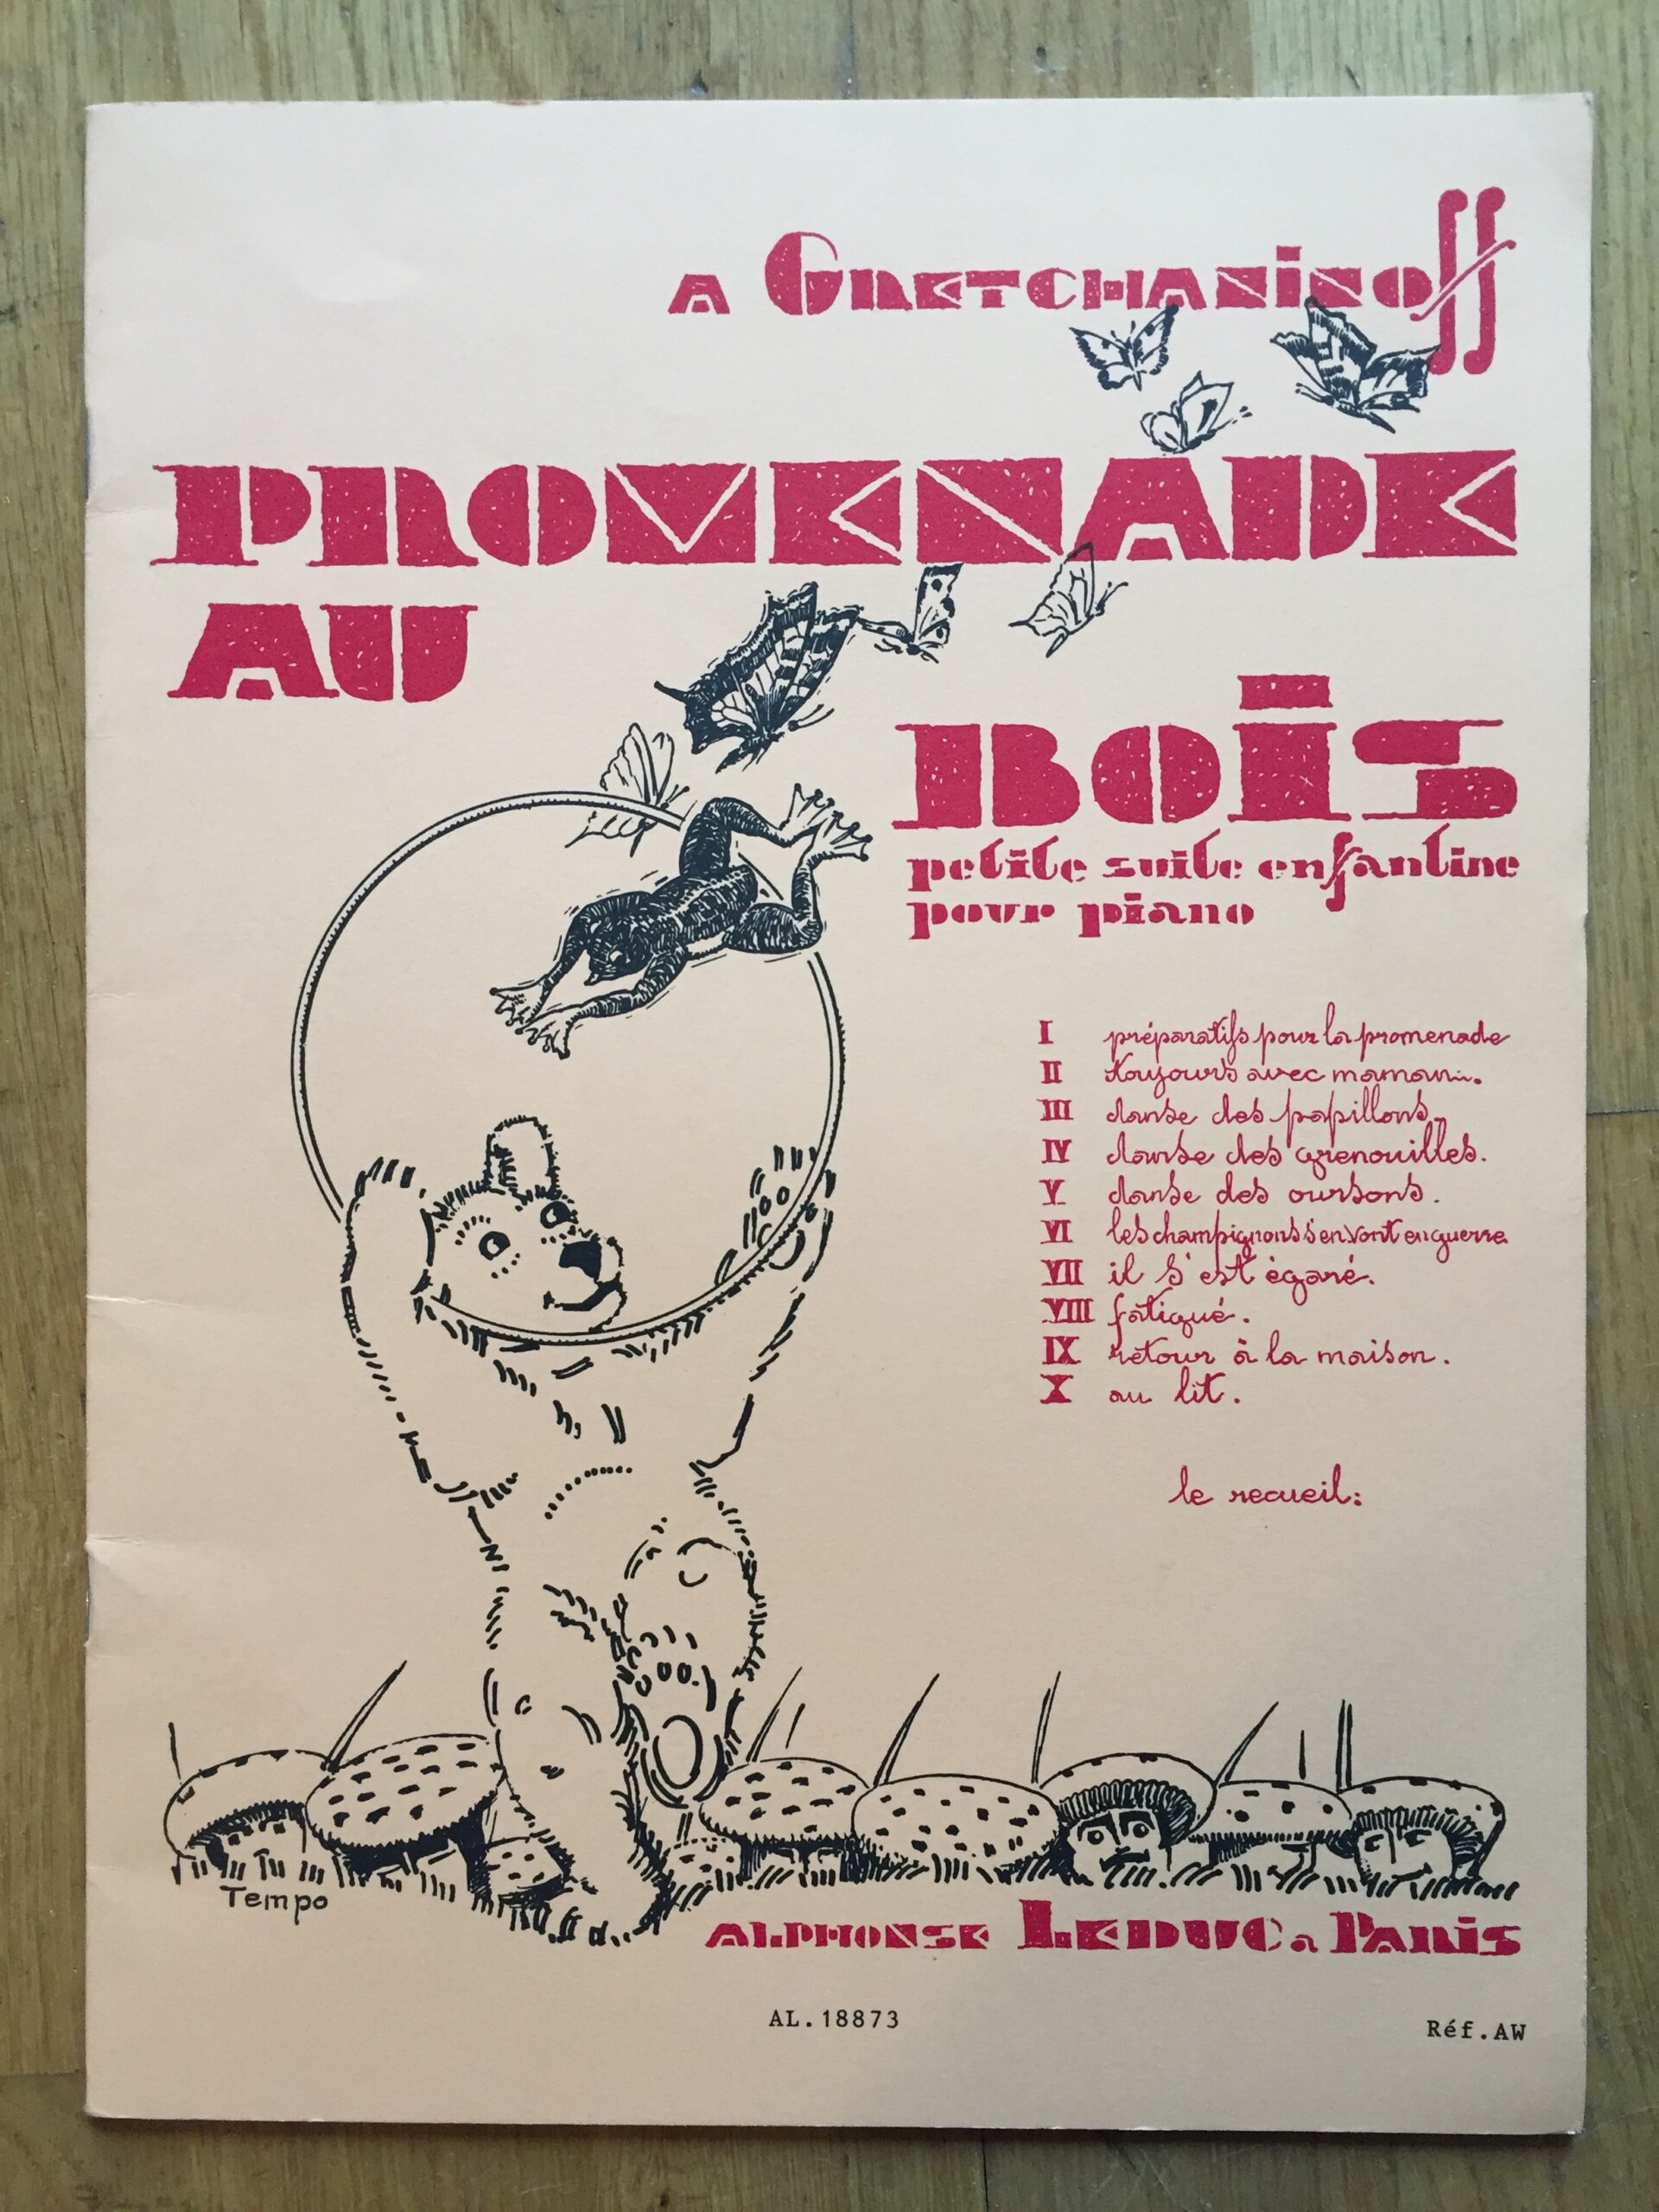 A GRETCHANINOff
PROMENADE
AU
BOIS
petite suite enfantine
pour piano
I préparatifs pour la promenade
II toujours avec maman...
III danse des papillons.
IV danse des grenouilles.
V danse des oursons.
VI les champignons s'en vont en guerre
VII il s'est égaré.
VIII fatigué.
IX retour à la maison.
X au lit.
le recueil:
Tempo
ALPHONSE LEDUC a PARIS
AL.18873
Réf.AW